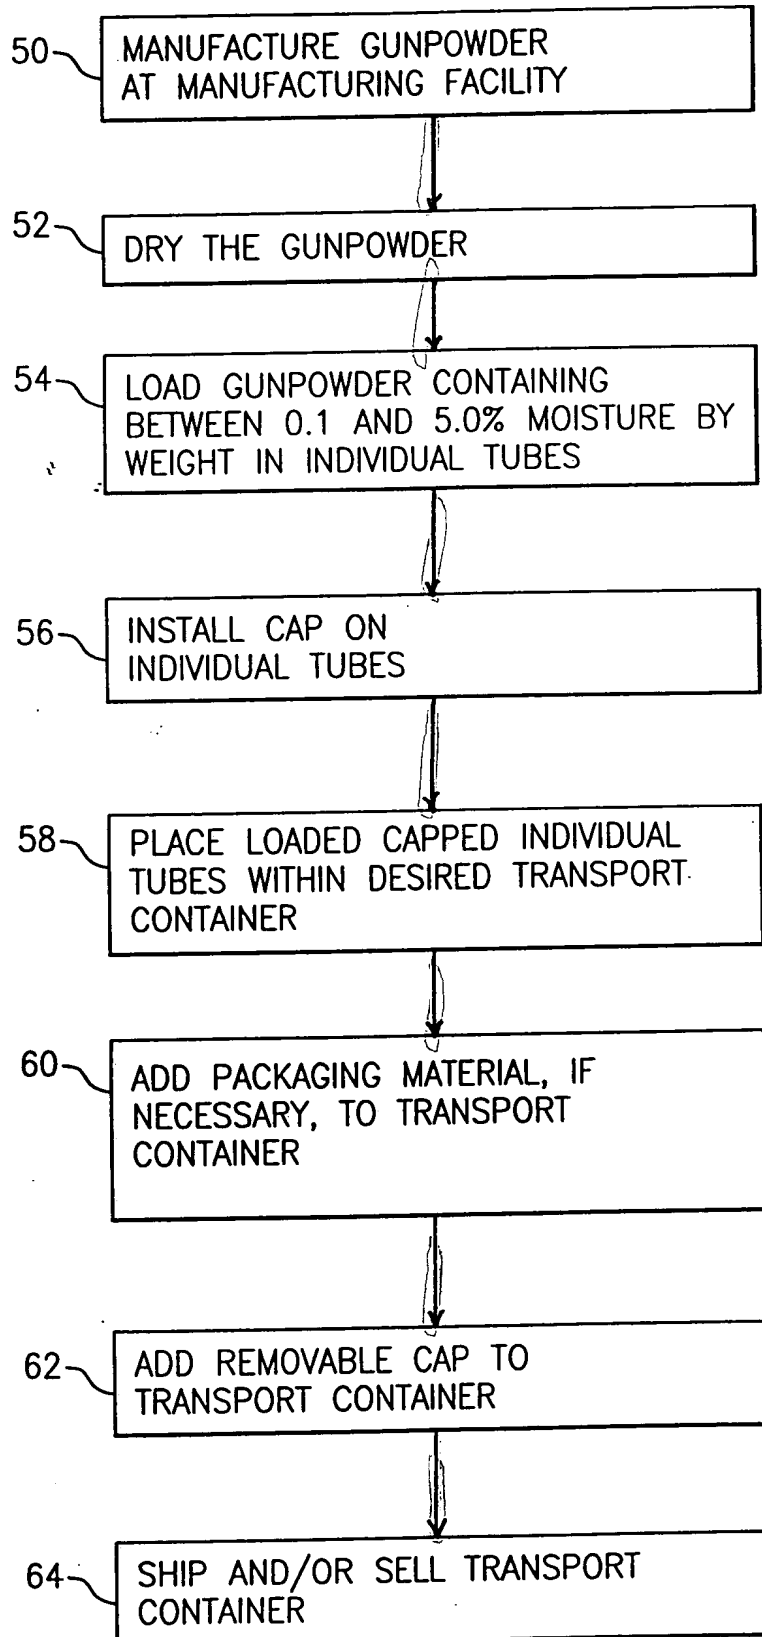 50 MANUFACTURE GUNPOWDER
AT MANUFACTURING FACILITY
52 DRY THE GUNPOWDER
54 LOAD GUNPOWDER CONTAINING
BETWEEN 0.1 AND 5.0% MOISTURE BY
WEIGHT IN INDIVIDUAL TUBES
56 INSTALL CAP ON
INDIVIDUAL TUBES
58 PLACE LOADED CAPPED INDIVIDUAL
TUBES WITHIN DESIRED TRANSPORT
CONTAINER
60 ADD PACKAGING MATERIAL, IF
NECESSARY, TO TRANSPORT
CONTAINER
62 ADD REMOVABLE CAP TO
TRANSPORT CONTAINER
64 SHIP AND/OR SELL TRANSPORT
CONTAINER